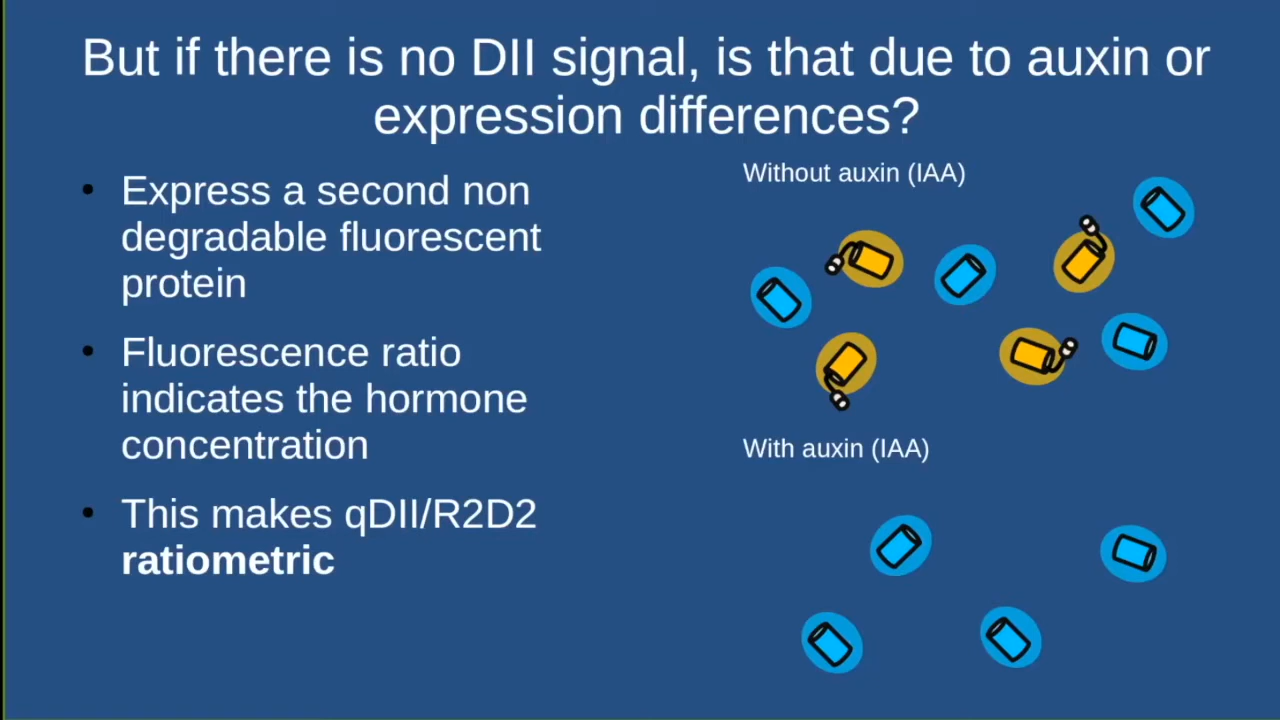 But if there is no DII signal, is that due to auxin or
expression differences?
• Express a second non
degradable fluorescent
protein
• Fluorescence ratio
indicates the hormone
concentration
• This makes qDII/R2D2
ratiometric
Without auxin (IAA)
With auxin (IAA)